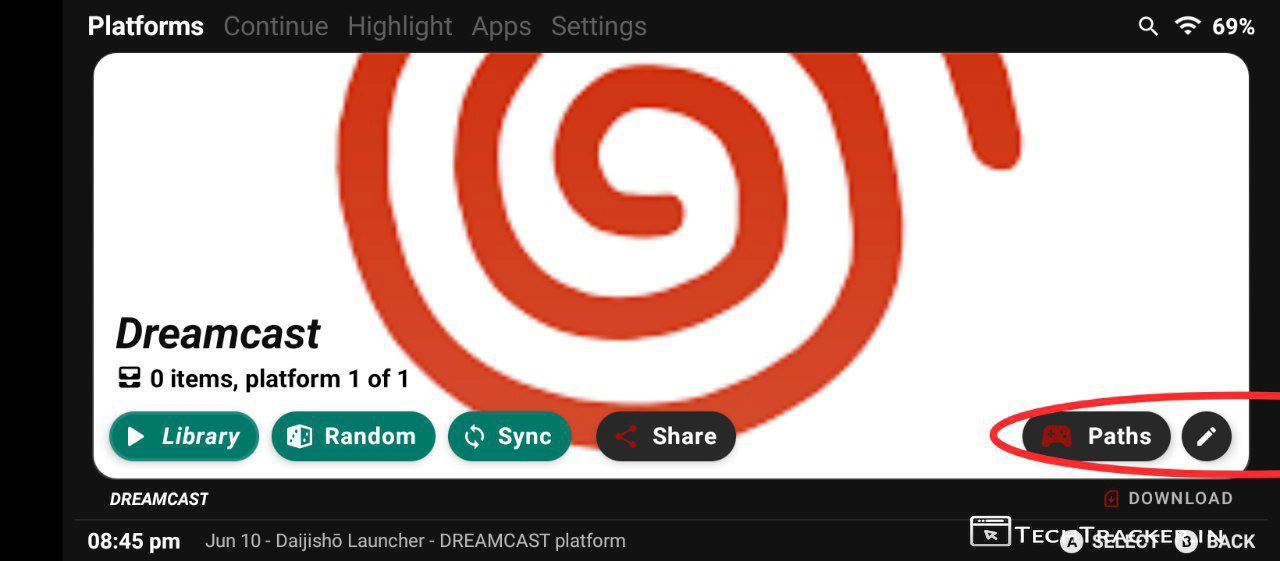 Platforms Continue Highlight Apps Settings 69%
Dreamcast
0 items, platform 1 of 1
Library Random Sync Share Paths
DREAMCAST DOWNLOAD
08:45 pm Jun 10 - Daijishō Launcher - DREAMCAST platform TECHTRACKER.IN A SELECT B BACK